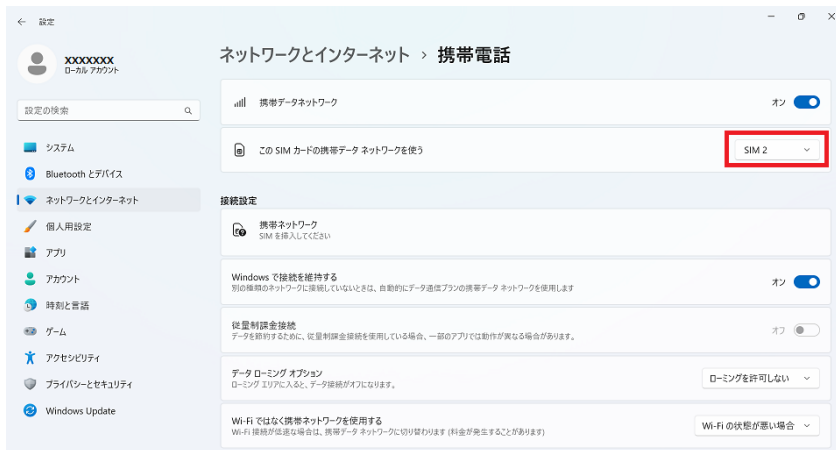 設定
XXXXXXX
ローカル アカウント
設定の検索
システム
Bluetooth とデバイス
ネットワークとインターネット
個人用設定
アプリ
アカウント
時刻と言語
ゲーム
アクセシビリティ
プライバシーとセキュリティ
Windows Update
ネットワークとインターネット › 携帯電話
携帯データネットワーク
オン
この SIM カードの携帯データ ネットワークを使う
SIM 2
接続設定
携帯ネットワーク
SIM を挿入してください
Windows で接続を維持する
別の種類のネットワークに接続していないときは、自動的にデータ通信プランの携帯データ ネットワークを使用します
オン
従量制課金接続
データを節約するために、従量制課金接続を使用している場合、一部のアプリでは動作が異なる場合があります。
オフ
データ ローミング オプション
ローミング エリアに入ると、データ接続がオフになります。
ローミングを許可しない
Wi-Fi ではなく携帯ネットワークを使用する
Wi-Fi 接続が低速な場合は、携帯データ ネットワークに切り替わります (料金が発生することがあります)
Wi-Fi の状態が悪い場合